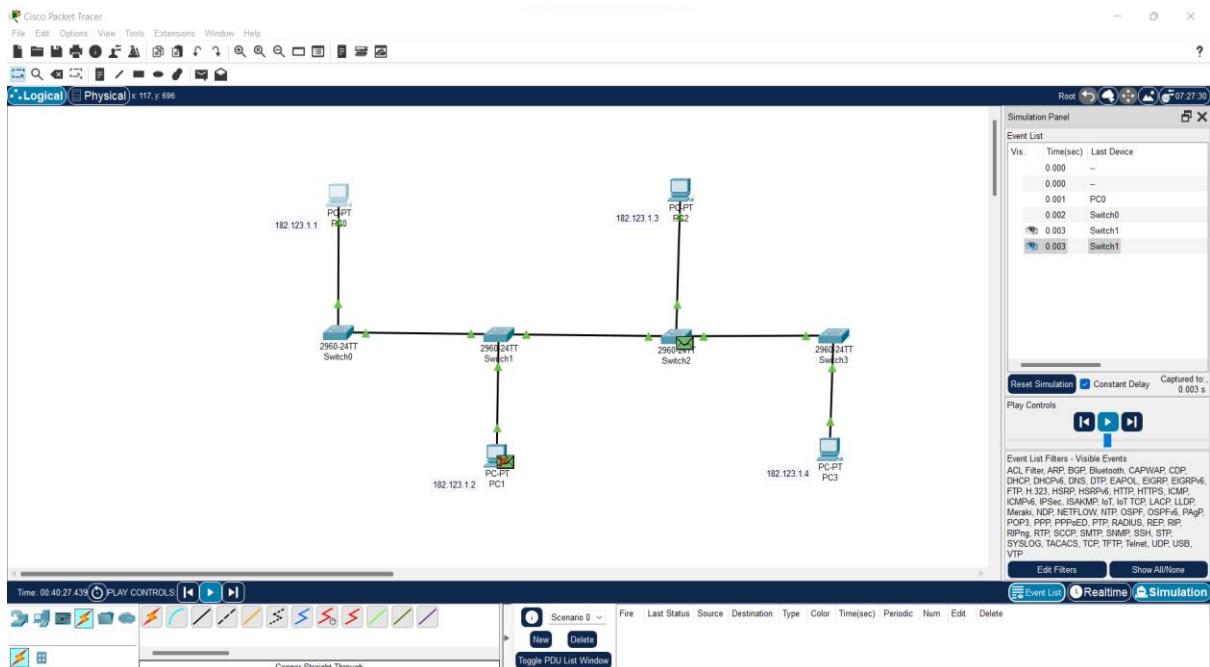 Cisco Packet Tracer
File Edit Options View Tools Extensions Window Help
?
Logical Physical x: 117, y: 696
Root 07:27:30
Simulation Panel
Event List
Vis. Time(sec) Last Device
0.000 --
0.000 --
0.001 PC0
0.002 Switch0
0.003 Switch1
0.003 Switch1
PC-PT
PC0
182.123.1.1
PC-PT
PC2
182.123.1.3
2960-24TT
Switch0
2960-24TT
Switch1
2960-24TT
Switch2
2960-24TT
Switch3
PC-PT
PC1
182.123.1.2
PC-PT
PC3
182.123.1.4
Reset Simulation Constant Delay Captured to:
0.003 s
Play Controls
Event List Filters - Visible Events
ACL Filter, ARP, BGP, Bluetooth, CAPWAP, CDP,
DHCP, DHCPv6, DNS, DTP, EAPOL, EIGRP, EIGRPv6,
FTP, H.323, HSRP, HSRPv6, HTTP, HTTPS, ICMP,
ICMPv6, IPSec, ISAKMP, IoT, IoT TCP, LACP, LLDP,
Meraki, NDP, NETFLOW, NTP, OSPF, OSPFv6, PAgP,
POP3, PPP, PPPoED, PTP, RADIUS, REP, RIP,
RIPng, RTP, SCCP, SMTP, SNMP, SSH, STP,
SYSLOG, TACACS, TCP, TFTP, Telnet, UDP, USB,
VTP
Edit Filters Show All/None
Time: 00:40:27.439 PLAY CONTROLS:
Event List Realtime Simulation
Scenario 0
New Delete
Toggle PDU List Window
Fire Last Status Source Destination Type Color Time(sec) Periodic Num Edit Delete
Copper Straight-Through